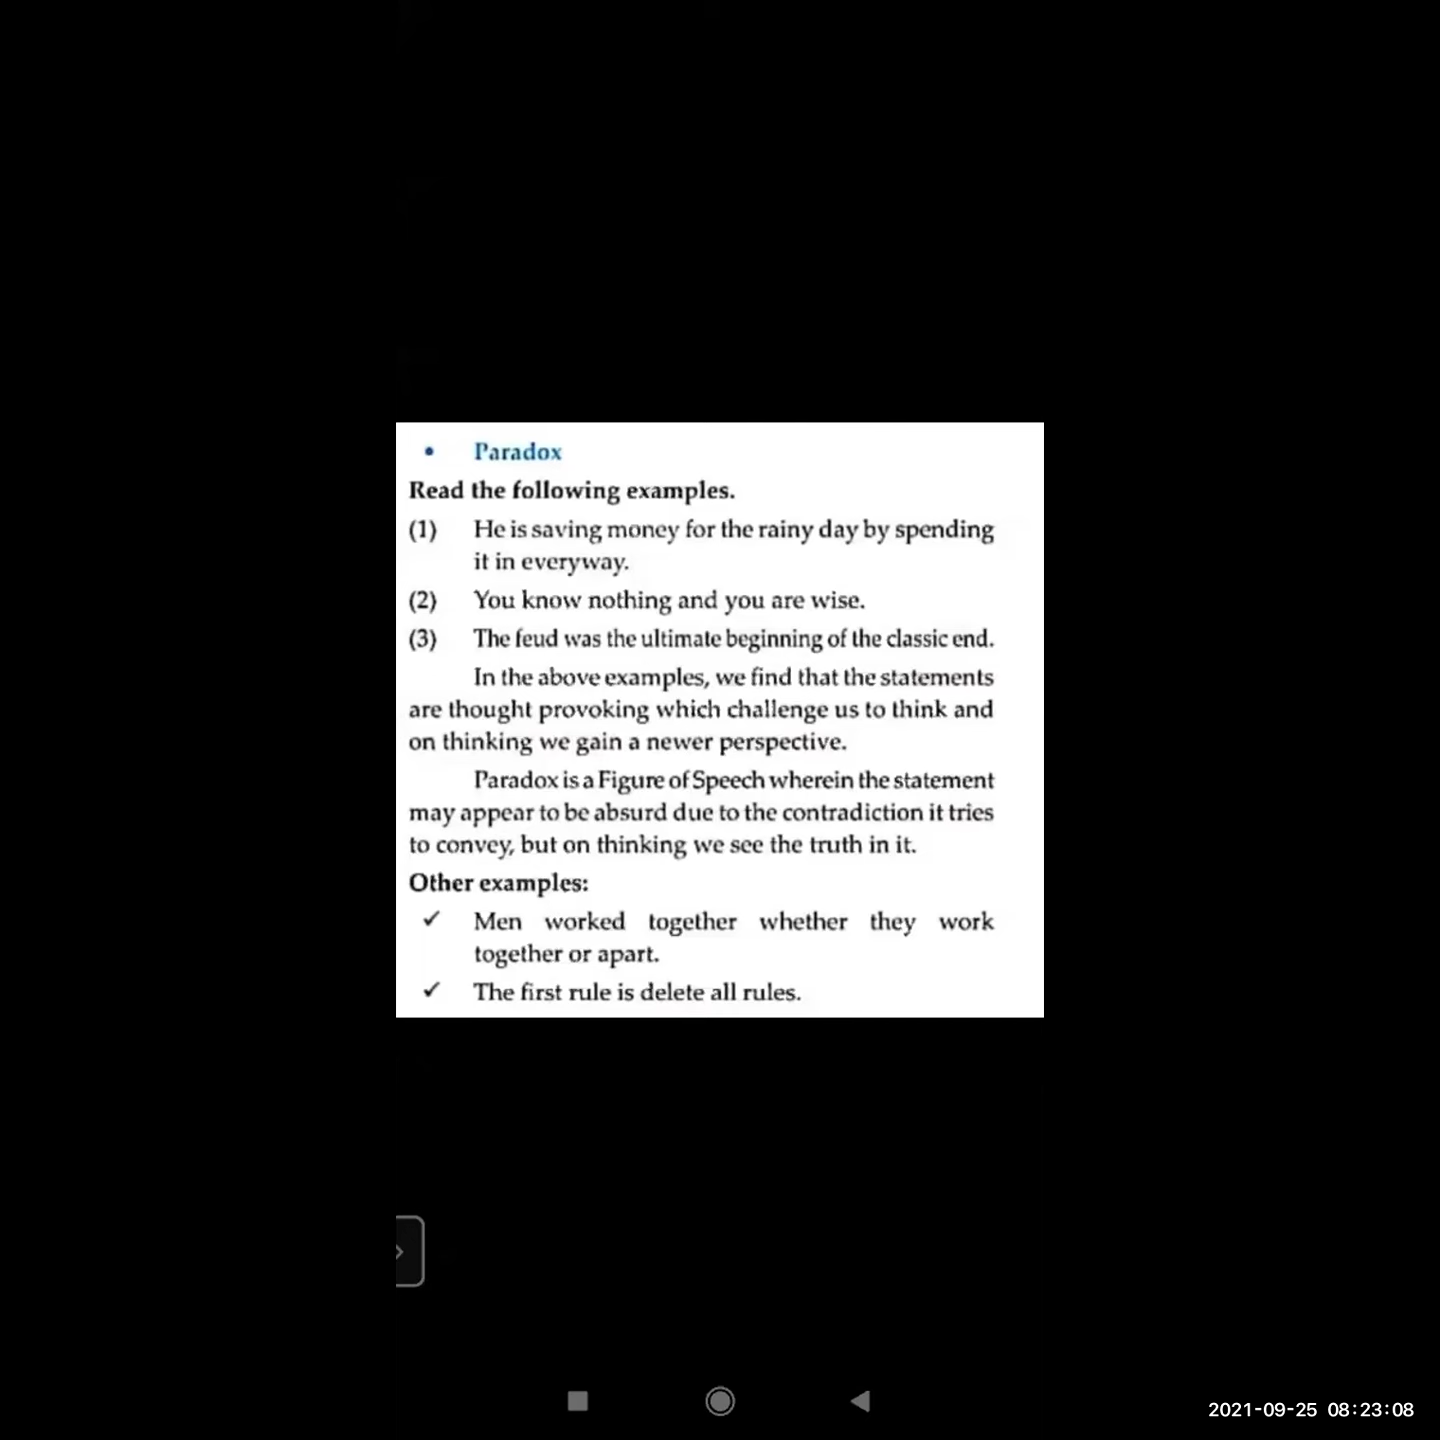 • Paradox
Read the following examples.
(1) He is saving money for the rainy day by spending
it in everyway.
(2) You know nothing and you are wise.
(3) The feud was the ultimate beginning of the classic end.
In the above examples, we find that the statements
are thought provoking which challenge us to think and
on thinking we gain a newer perspective.
Paradox is a Figure of Speech wherein the statement
may appear to be absurd due to the contradiction it tries
to convey, but on thinking we see the truth in it.
Other examples:
✓ Men worked together whether they work
together or apart.
✓ The first rule is delete all rules.
2021-09-25 08:23:08